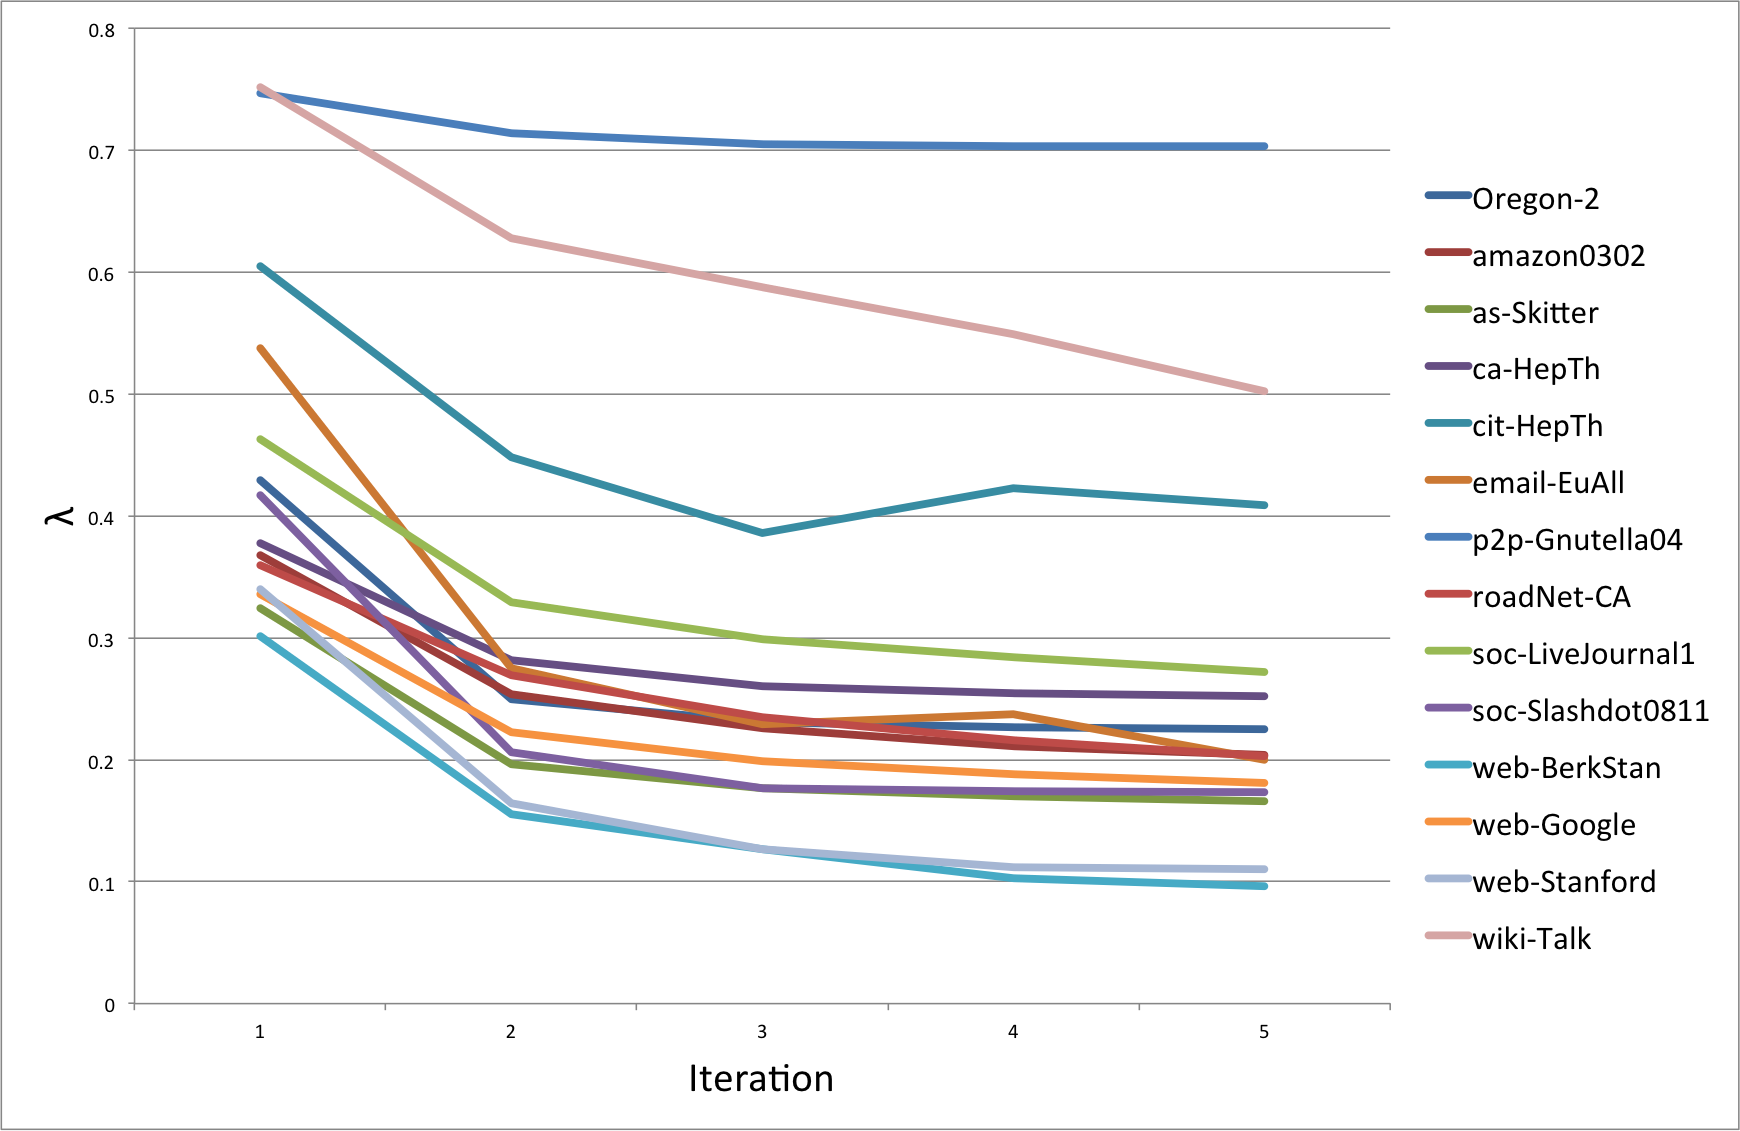 0.8
0.7
0.6
0.5
0.4
0.3
0.2
0.1
0
λ
1 2 3 4 5
Iteration
Oregon-2
amazon0302
as-Skitter
ca-HepTh
cit-HepTh
email-EuAll
p2p-Gnutella04
roadNet-CA
soc-LiveJournal1
soc-Slashdot0811
web-BerkStan
web-Google
web-Stanford
wiki-Talk